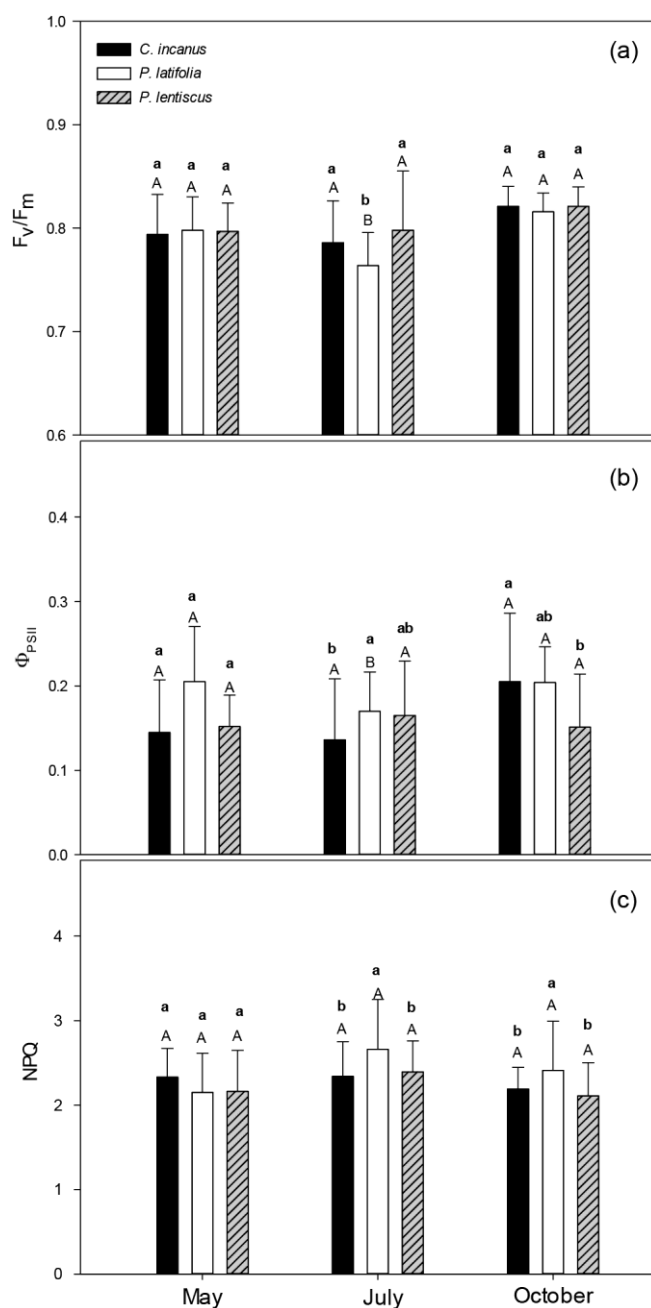 1.0
(a)
C. incanus
P. latifolia
P. lentiscus
0.9
a
a a a a a a a a
A A A A b A A A A
B
0.8
Fv/Fm
0.7
0.6
(b)
0.4
0.3
a
a A ab
a a b a ab A b
A A A B A A
ΦPSII
0.2
0.1
0.0
(c)
4
a a
a a a b A b b A b
A A A A A A A
3
NPQ
2
1
0
May July October